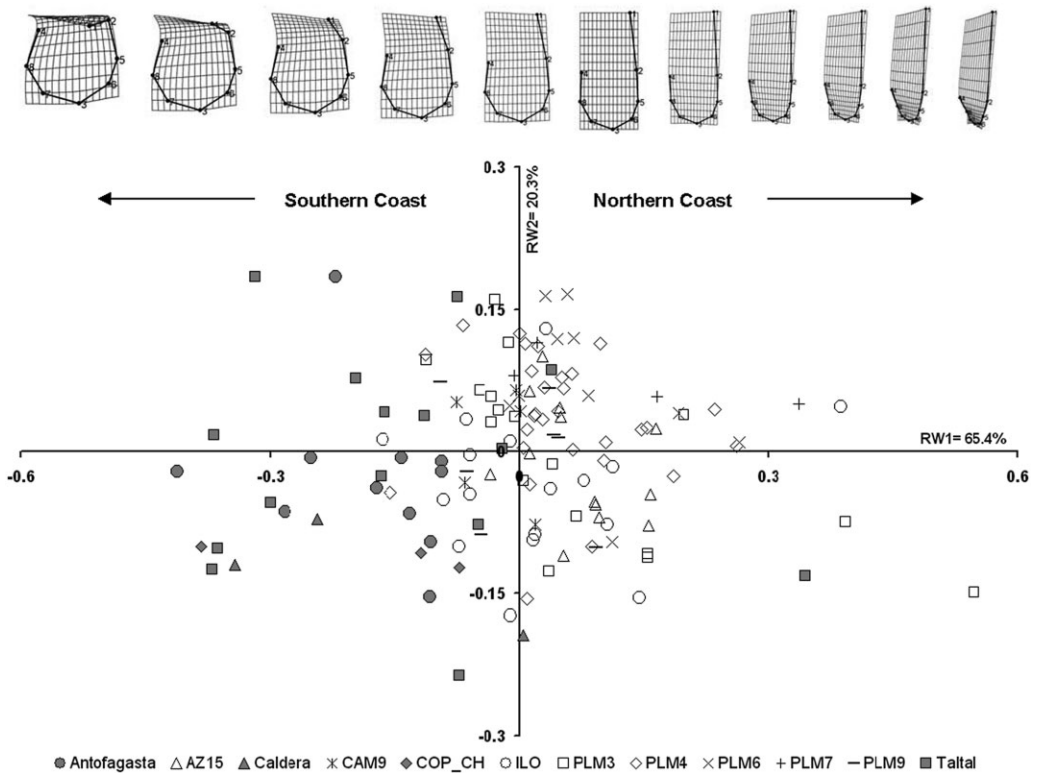 0.3
RW2= 20.3%
Southern Coast
Northern Coast
0.15
RW1= 65.4%
-0.6
-0.3
0
0
0.3
0.6
-0.15
-0.3
Antofagasta AZ15 Caldera CAM9 COP_CH ILO PLM3 PLM4 PLM6 PLM7 PLM9 Taltal